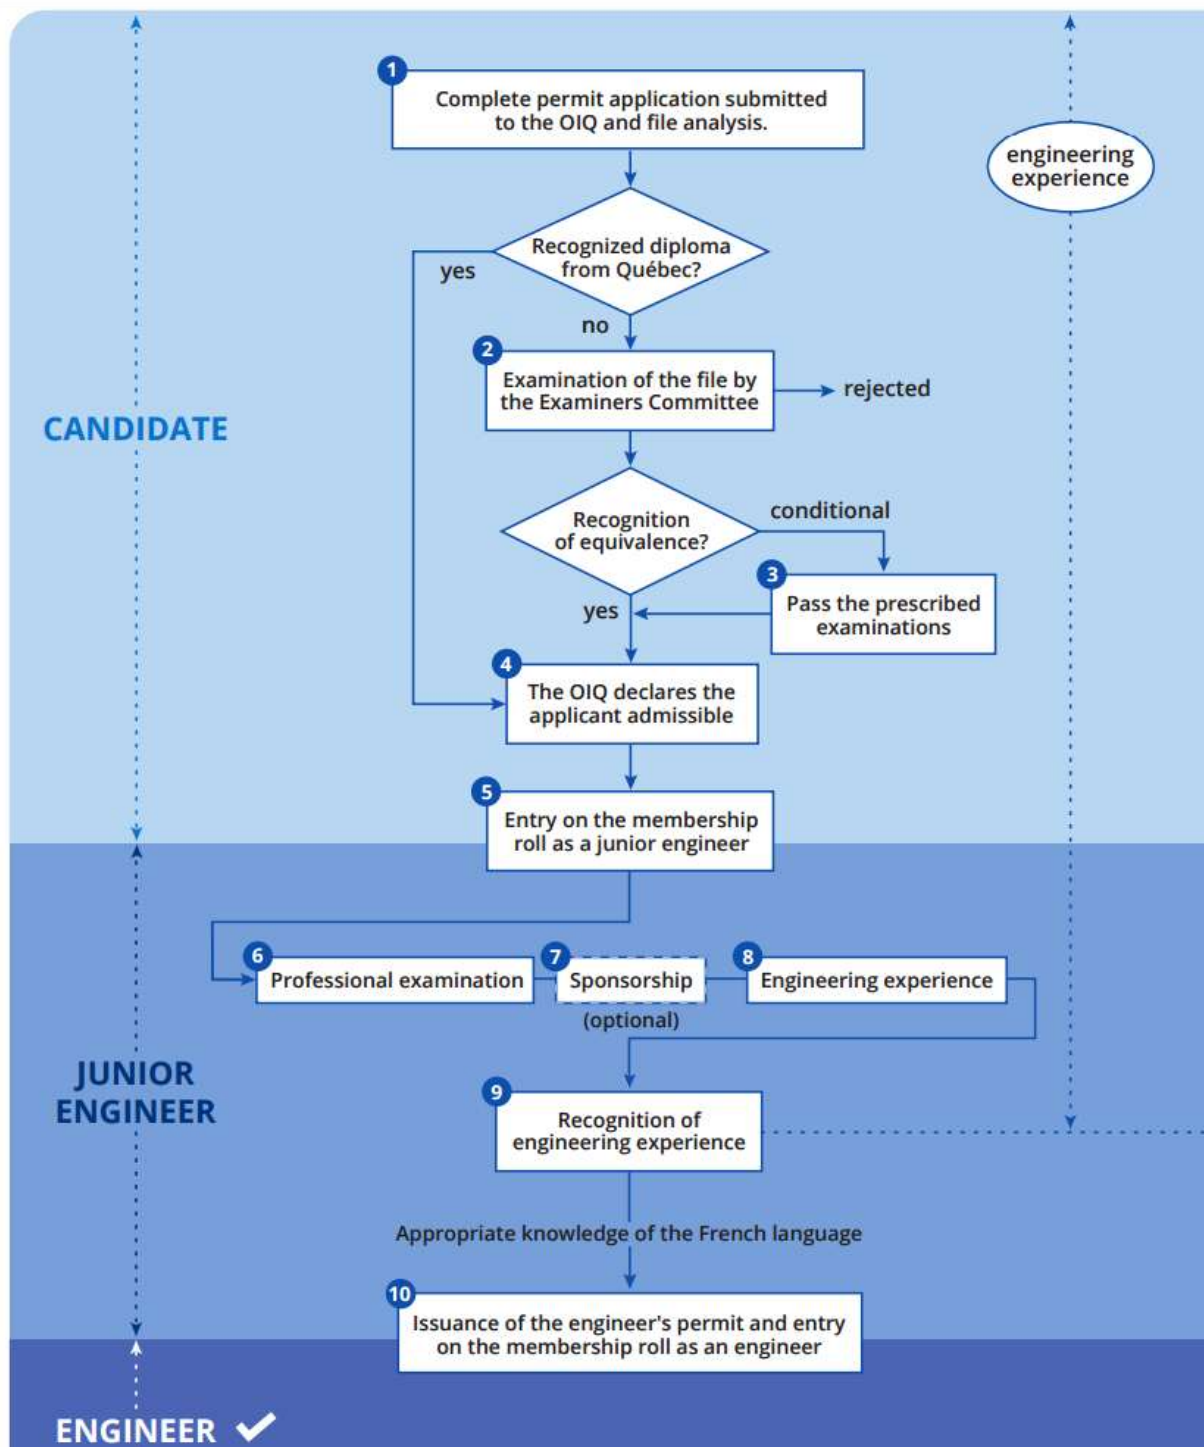 1
Complete permit application submitted
to the OIQ and file analysis.
engineering
experience
Recognized diploma
from Québec?
yes
no
2
Examination of the file by
the Examiners Committee
rejected
CANDIDATE
Recognition
of equivalence?
conditional
3
Pass the prescribed
examinations
yes
4
The OIQ declares the
applicant admissible
5
Entry on the membership
roll as a junior engineer
6
Professional examination
7
Sponsorship
(optional)
8
Engineering experience
JUNIOR
ENGINEER
9
Recognition of
engineering experience
Appropriate knowledge of the French language
10
Issuance of the engineer's permit and entry
on the membership roll as an engineer
ENGINEER